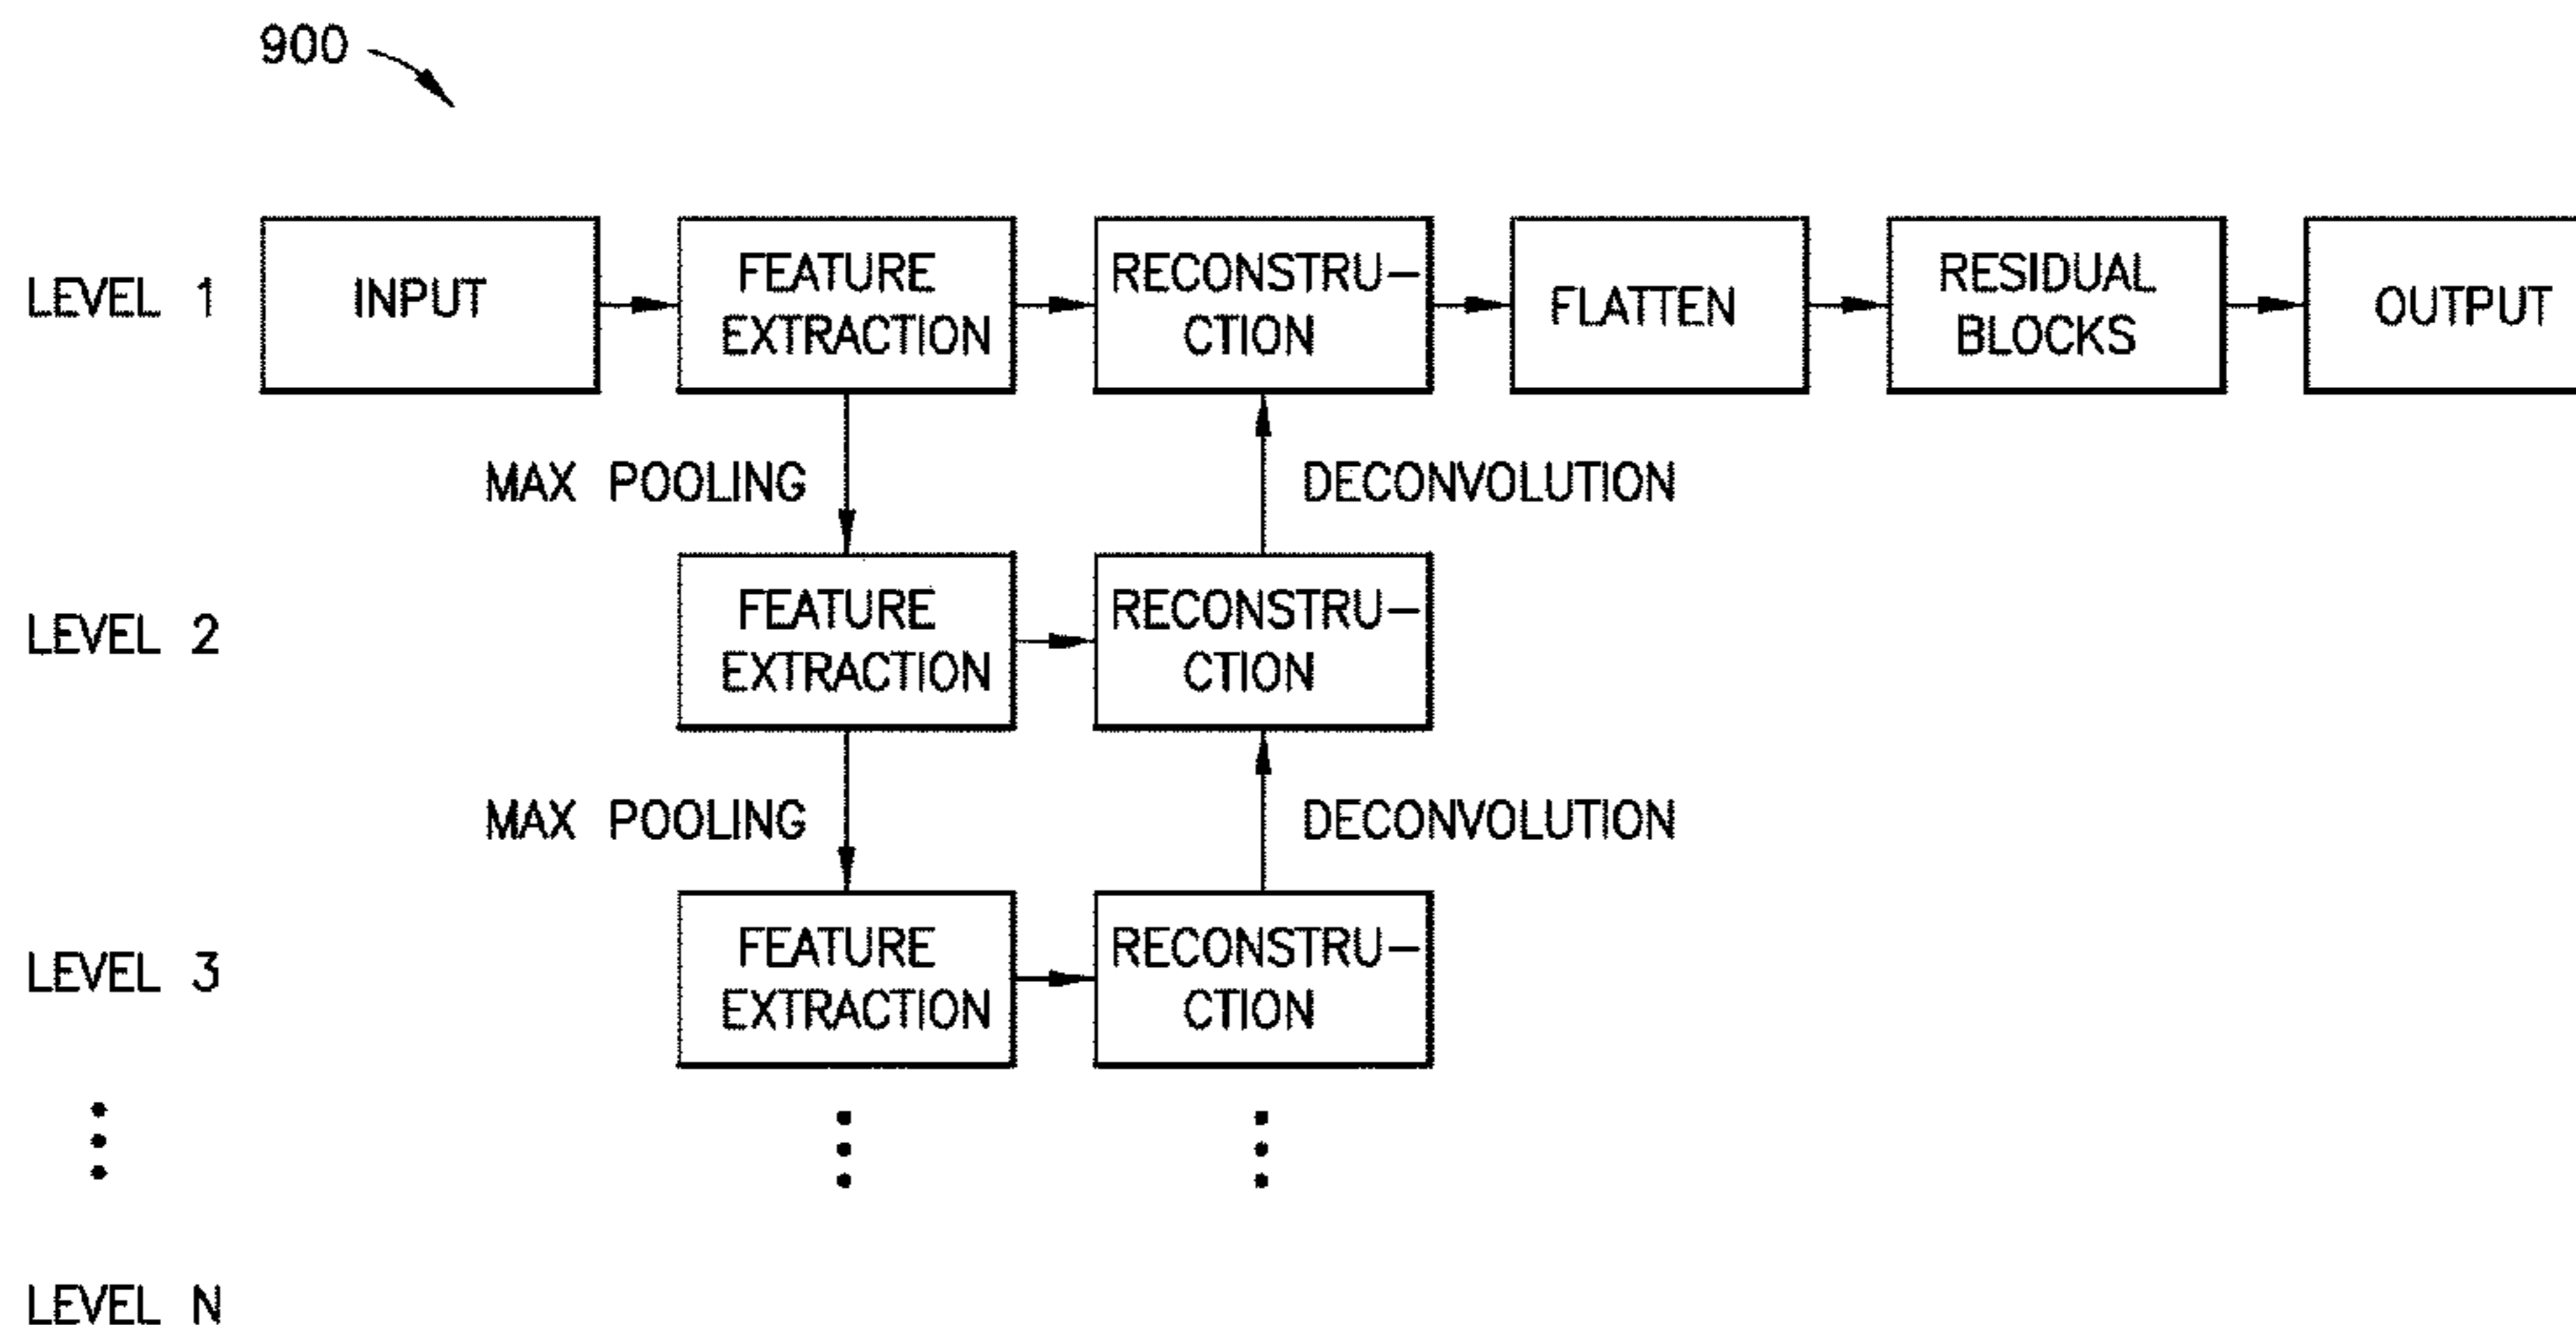 900
LEVEL 1
INPUT
FEATURE
EXTRACTION
RECONSTRU-
CTION
FLATTEN
RESIDUAL
BLOCKS
OUTPUT
MAX POOLING
DECONVOLUTION
LEVEL 2
FEATURE
EXTRACTION
RECONSTRU-
CTION
MAX POOLING
DECONVOLUTION
LEVEL 3
FEATURE
EXTRACTION
RECONSTRU-
CTION
LEVEL N